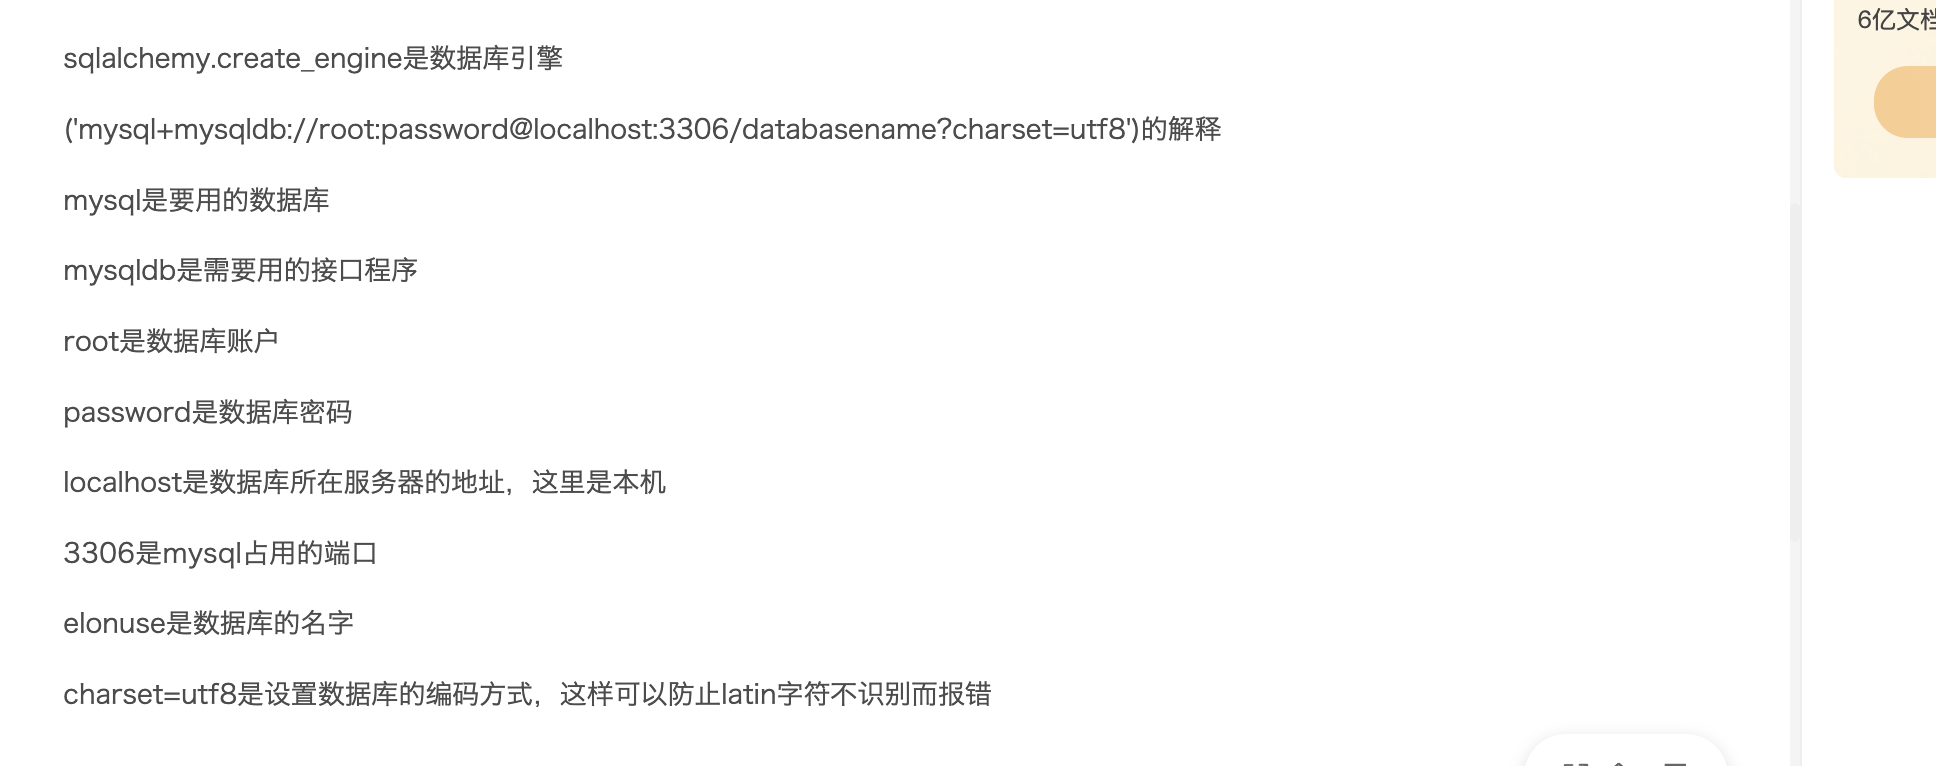 6亿文档
sqlalchemy.create_engine是数据库引擎
('mysql+mysqldb://root:password@localhost:3306/databasename?charset=utf8')的解释
mysql是要用的数据库
mysqldb是需要用的接口程序
root是数据库账户
password是数据库密码
localhost是数据库所在服务器的地址，这里是本机
3306是mysql占用的端口
elonuse是数据库的名字
charset=utf8是设置数据库的编码方式，这样可以防止latin字符不识别而报错